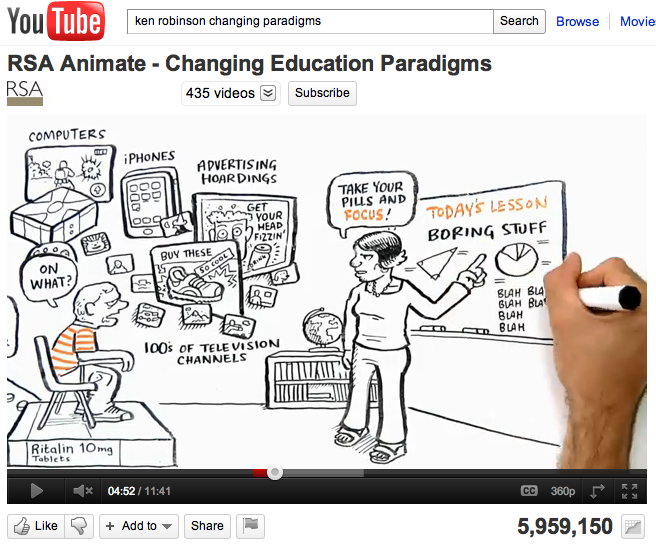 YouTube
ken robinson changing paradigms
Search
Browse
Movie
RSA Animate - Changing Education Paradigms
RSA
435 videos
Subscribe
COMPUTERS
iPHONES
ADVERTISING
HOARDINGS
GET
YOUR
HEAD
FIZZIN'
DRINK
BUY THESE
SO COOL!
ON
WHAT?
100's OF TELEVISION
CHANNELS
TAKE YOUR
PILLS AND
FOCUS!
TODAY'S LESSON
BORING STUFF
BLAH BLA
BLAH BLA
BLAH
BLAH
Ritalin 10mg
Tablets
04:52 / 11:41
CC
360p
Like
+ Add to
Share
5,959,150